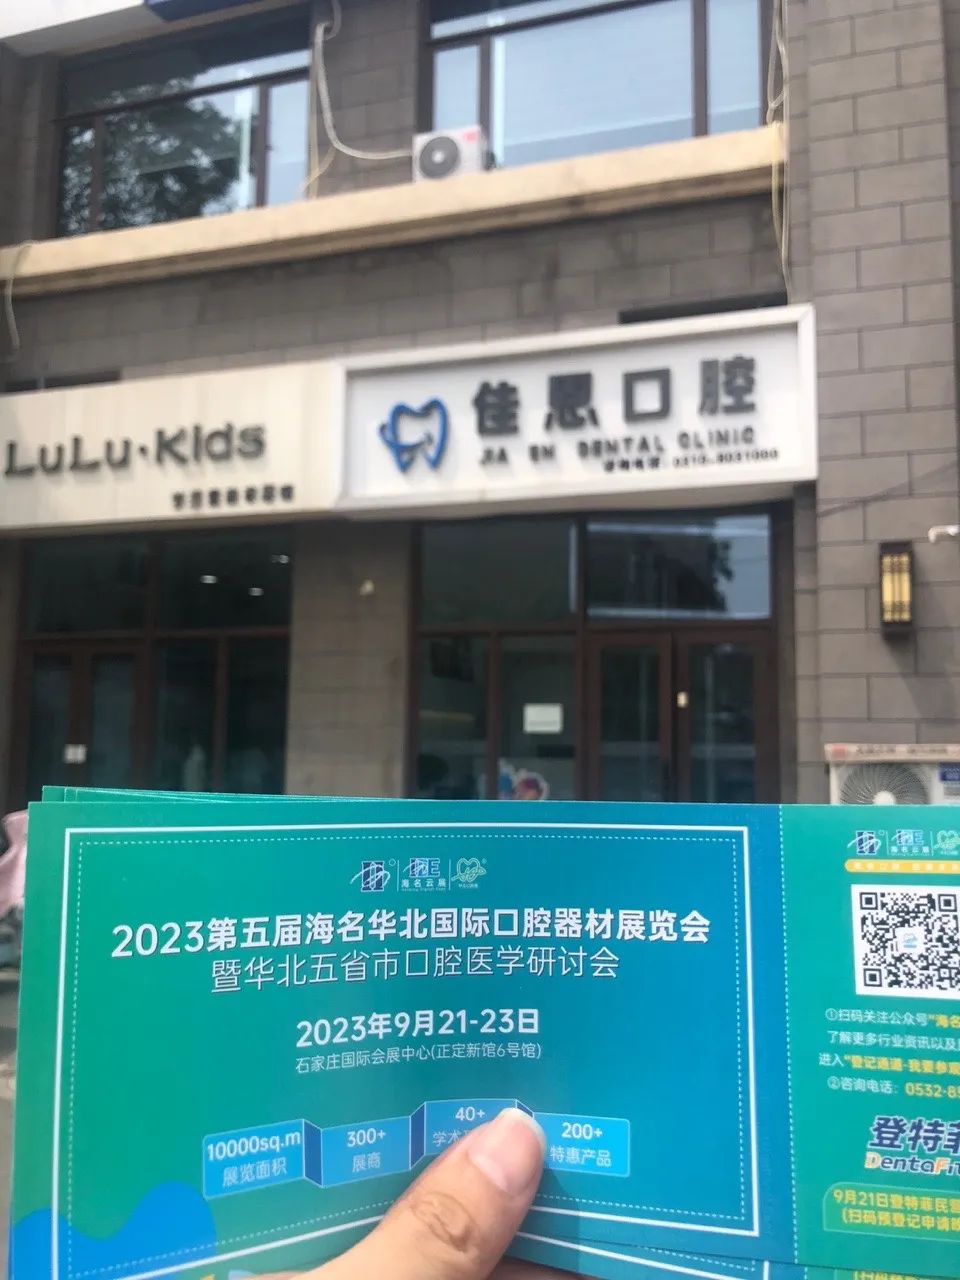 LuLu·Kids
佳恩口腔
JIA EN DENTAL CLINIC
海名云展
2023第五届海名华北国际口腔器材展览会
暨华北五省市口腔医学研讨会
2023年9月21-23日
石家庄国际会展中心(正定新馆6号馆)
10000sq.m
展览面积
300+
展商
40+
学术
200+
特惠产品
海名云展
①扫码关注公众号"海名
了解更多行业资讯以及
进入"登记通道-我要参观
②咨询电话：0532-85
登特菲
DentaFit
9月21日登特菲民营
(扫码预登记申请晚